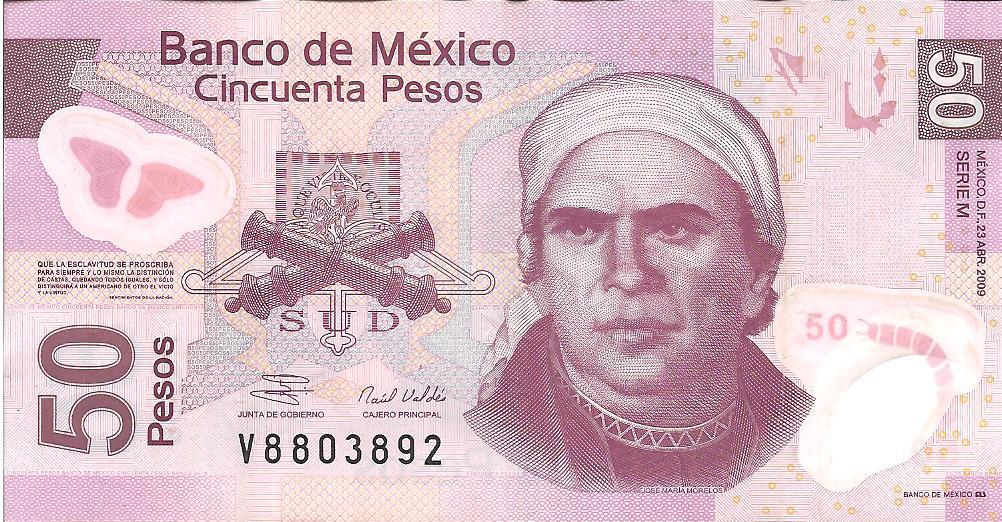 Banco de México
Cincuenta Pesos
50
MÉXICO D.F. 23 ABR 2009
SERIE M
QUE LA ESCLAVITUD SE PROSCRIBA
PARA SIEMPRE Y LO MISMO LA DISTINCIÓN
DE CASTAS, QUEDANDO TODOS IGUALES, Y SÓLO
DISTINGUIRÁ A UN AMERICANO DE OTRO EL VICIO
Y LA VIRTUD.
SENTIMIENTOS DE LA NACIÓN.
SUD
50
50
Pesos
Raúl Valdés
JUNTA DE GOBIERNO
CAJERO PRINCIPAL
V8803892
JOSÉ MARÍA MORELOS
BANCO DE MÉXICO